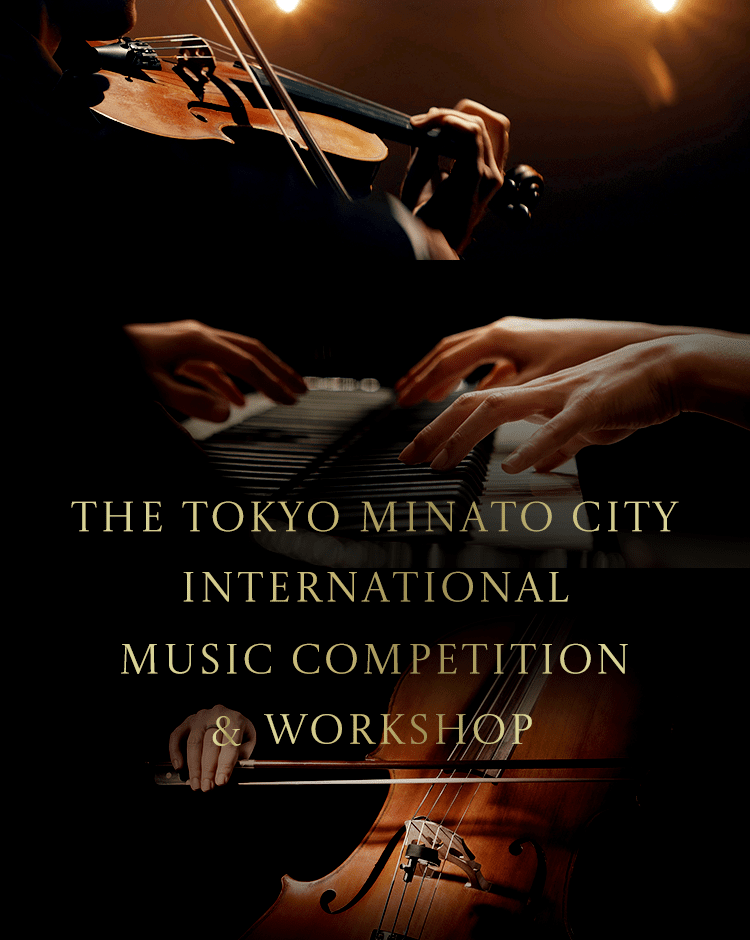 THE TOKYO MINATO CITY
INTERNATIONAL
MUSIC COMPETITION
& WORKSHOP